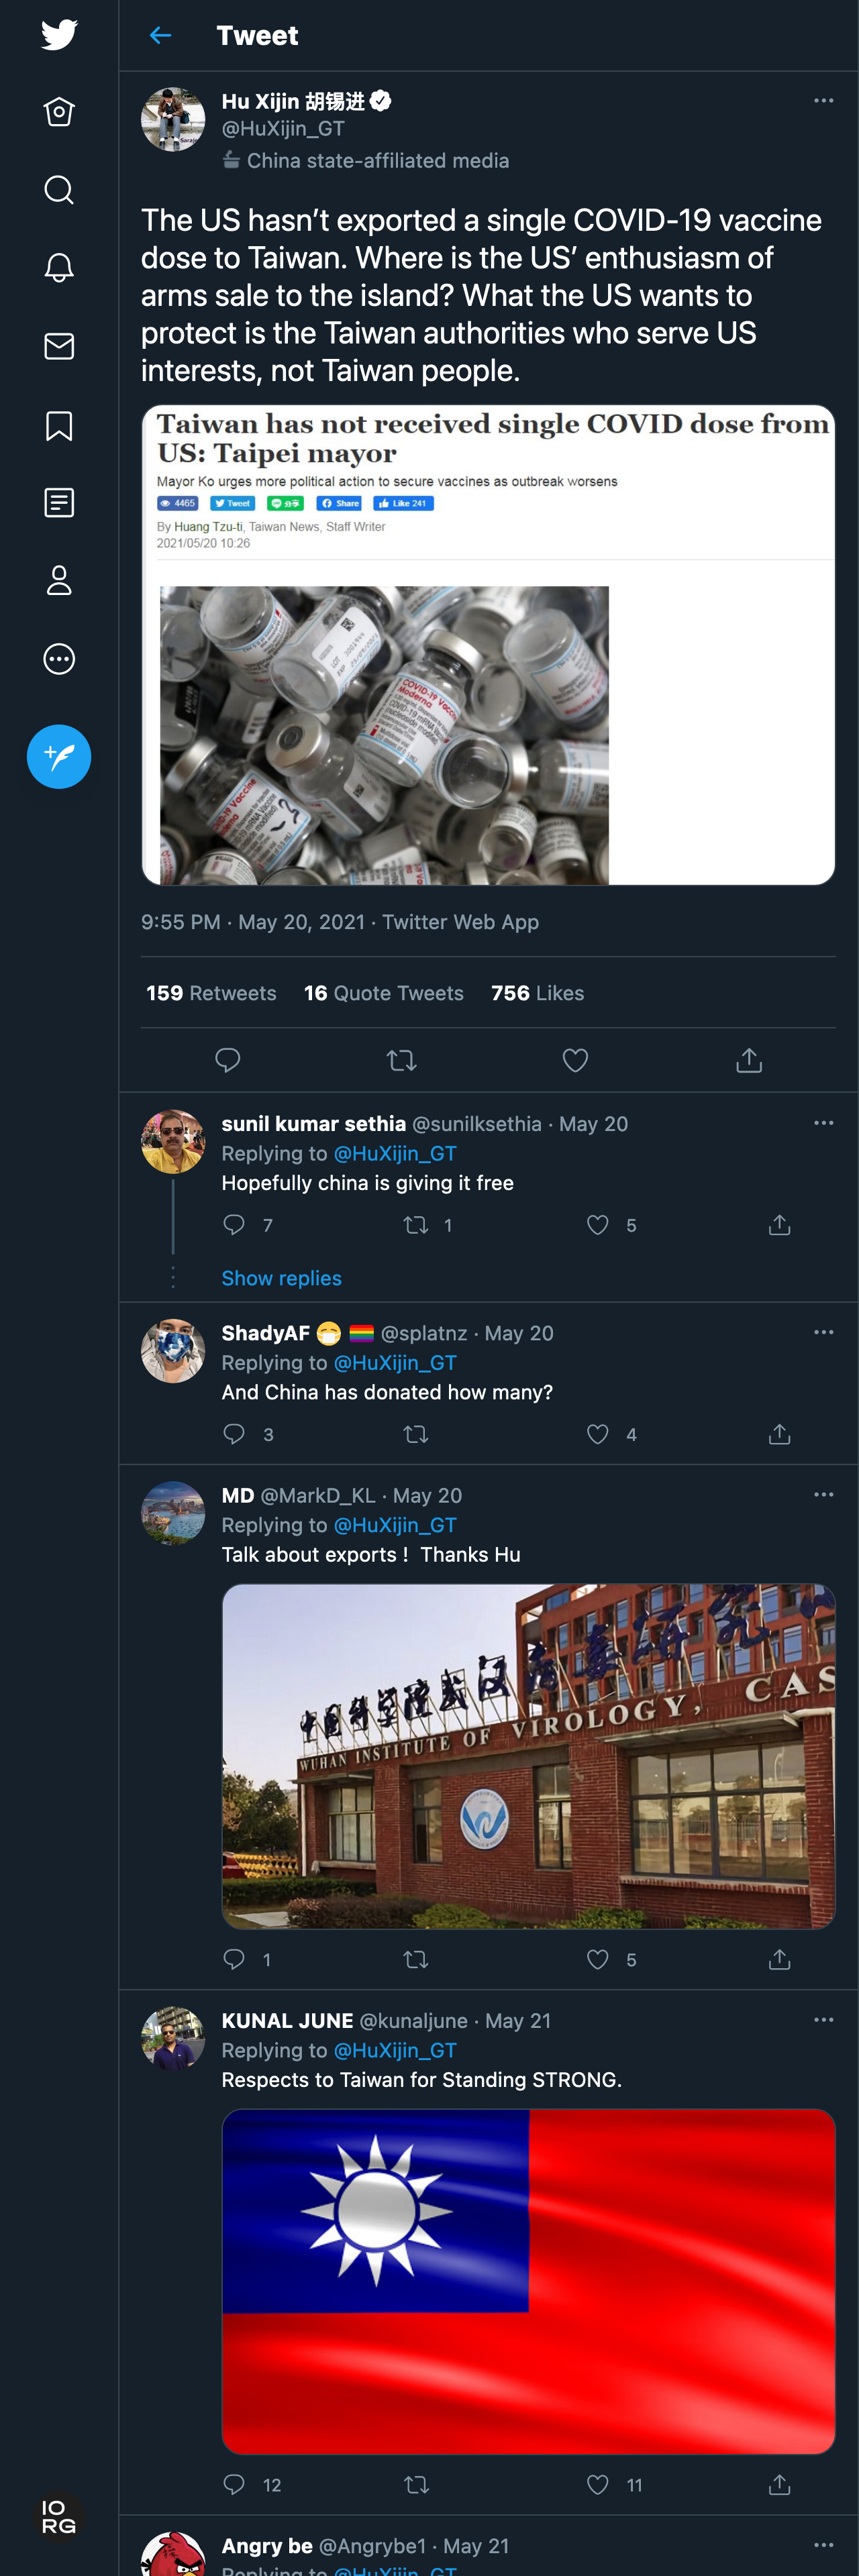 Tweet
Hu Xijin 胡锡进
@HuXijin_GT
China state-affiliated media
The US hasn’t exported a single COVID-19 vaccine
dose to Taiwan. Where is the US’ enthusiasm of
arms sale to the island? What the US wants to
protect is the Taiwan authorities who serve US
interests, not Taiwan people.
Taiwan has not received single COVID dose from
US: Taipei mayor
Mayor Ko urges more political action to secure vaccines as outbreak worsens
4465 Tweet 分享 Share Like 241
By Huang Tzu-ti, Taiwan News, Staff Writer
2021/05/20 10:26
COVID-19 Vaccine
Moderna
9:55 PM · May 20, 2021 · Twitter Web App
159 Retweets 16 Quote Tweets 756 Likes
sunil kumar sethia @sunilksethia · May 20
Replying to @HuXijin_GT
Hopefully china is giving it free
7 1 5
Show replies
ShadyAF @splatnz · May 20
Replying to @HuXijin_GT
And China has donated how many?
3 4
MD @MarkD_KL · May 20
Replying to @HuXijin_GT
Talk about exports ! Thanks Hu
中国科学院武汉病毒研究
WUHAN INSTITUTE OF VIROLOGY, CAS
1 5
KUNAL JUNE @kunaljune · May 21
Replying to @HuXijin_GT
Respects to Taiwan for Standing STRONG.
12 11
IO
RG
Angry be @Angrybe1 · May 21
Replying to @HuXijin_GT